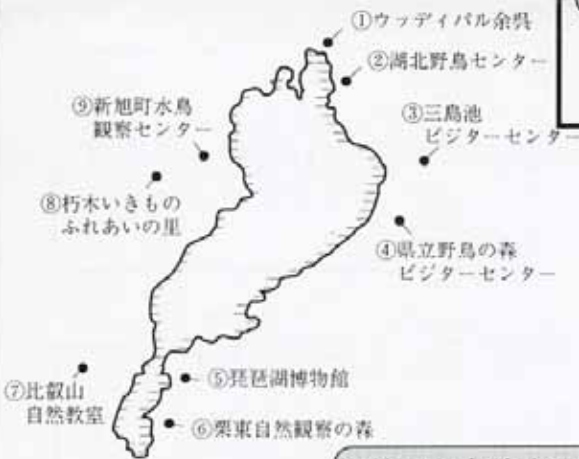 ①ウッディパル余呉
②湖北野鳥センター
③三島池
ビジターセンター
④県立野鳥の森
ビジターセンター
⑤琵琶湖博物館
⑥栗東自然観察の森
⑦比叡山
自然教室
⑧朽木いきもの
ふれあいの里
⑨新旭町水鳥
観察センター